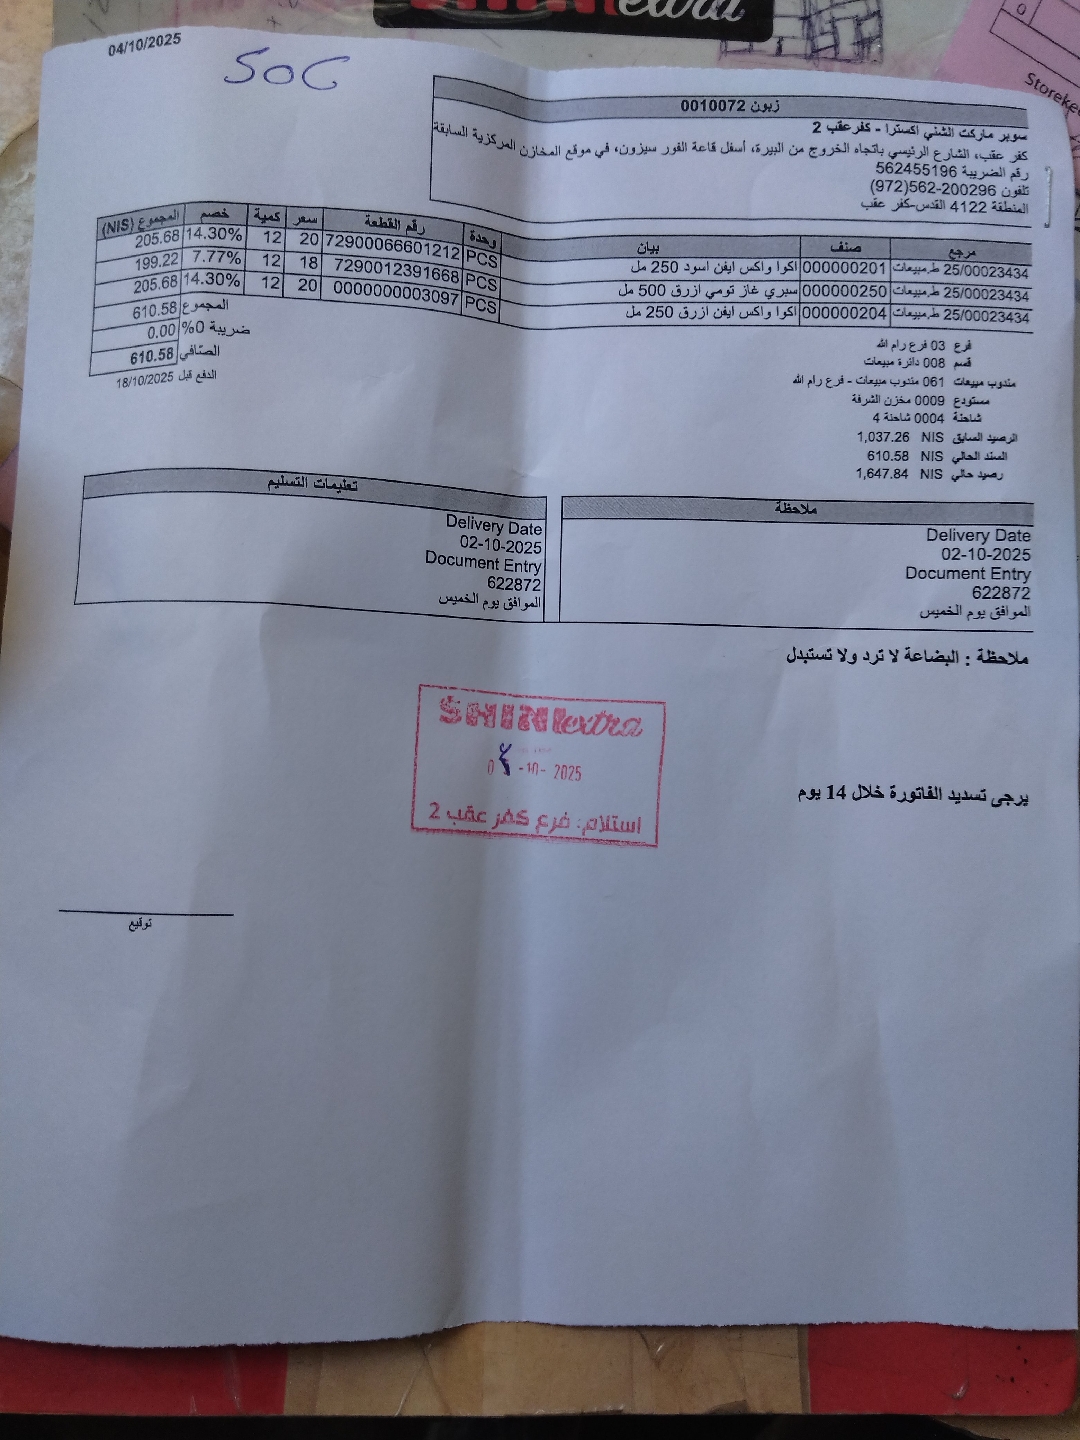 04/10/2025
SOC
زبون 0010072
سوبر ماركت الشني اكسترا - كفرعقب 2
كفر عقب، الشارع الرئيسي باتجاه الخروج من البيرة، أسفل قاعة الفور سيزون، في موقع المخازن المركزية السابقة
رقم الضريبة 562455196
تلفون 562-200296(972)
المنطقة 4122 القدس-كفر عقب
مرجع صنف بيان وحدة رقم القطعة سعر كمية خصم المجموع (NIS)
25/00023434 ط.مبيعات 000000201 اكوا واكس ايفن اسود 250 مل PCS 72900066601212 20 12 14.30% 205.68
25/00023434 ط.مبيعات 000000250 سبري غاز تومي ازرق 500 مل PCS 7290012391668 18 12 7.77% 199.22
25/00023434 ط.مبيعات 000000204 اكوا واكس ايفن ازرق 250 مل PCS 0000000003097 20 12 14.30% 205.68
المجموع 610.58
ضريبة 0% 0.00
الصافي 610.58
الدفع قبل 18/10/2025
فرع 03 فرع رام الله
قسم 008 دائرة مبيعات
مندوب مبيعات 061 مندوب مبيعات - فرع رام الله
مستودع 0009 مخزن الشرفة
شاحنة 0004 شاحنة 4
الرصيد السابق NIS 1,037.26
السند الحالي NIS 610.58
رصيد حالي NIS 1,647.84
ملاحظة
Delivery Date
02-10-2025
Document Entry
622872
الموافق يوم الخميس
تعليمات التسليم
Delivery Date
02-10-2025
Document Entry
622872
الموافق يوم الخميس
ملاحظة : البضاعة لا ترد ولا تستبدل
SHINI extra
-10- 2025
استلام: فرع كفر عقب 2
يرجى تسديد الفاتورة خلال 14 يوم
توقيع